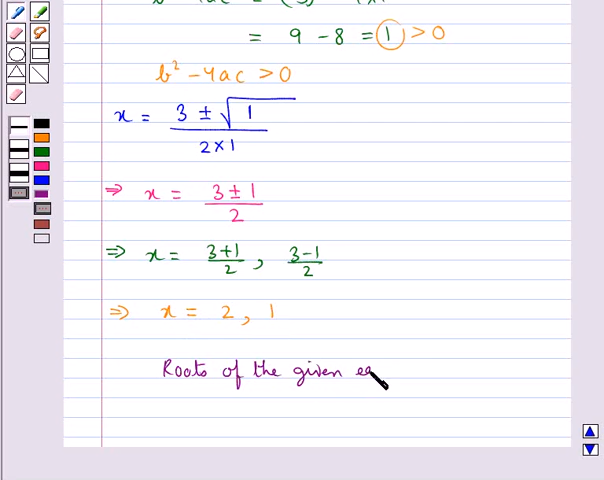 = 9 - 8 = 1 > 0
b² - 4ac > 0
x = (3 ± √1) / (2×1)
⇒ x = (3 ± 1) / 2
⇒ x = (3+1)/2 , (3-1)/2
⇒ x = 2 , 1
Roots of the given